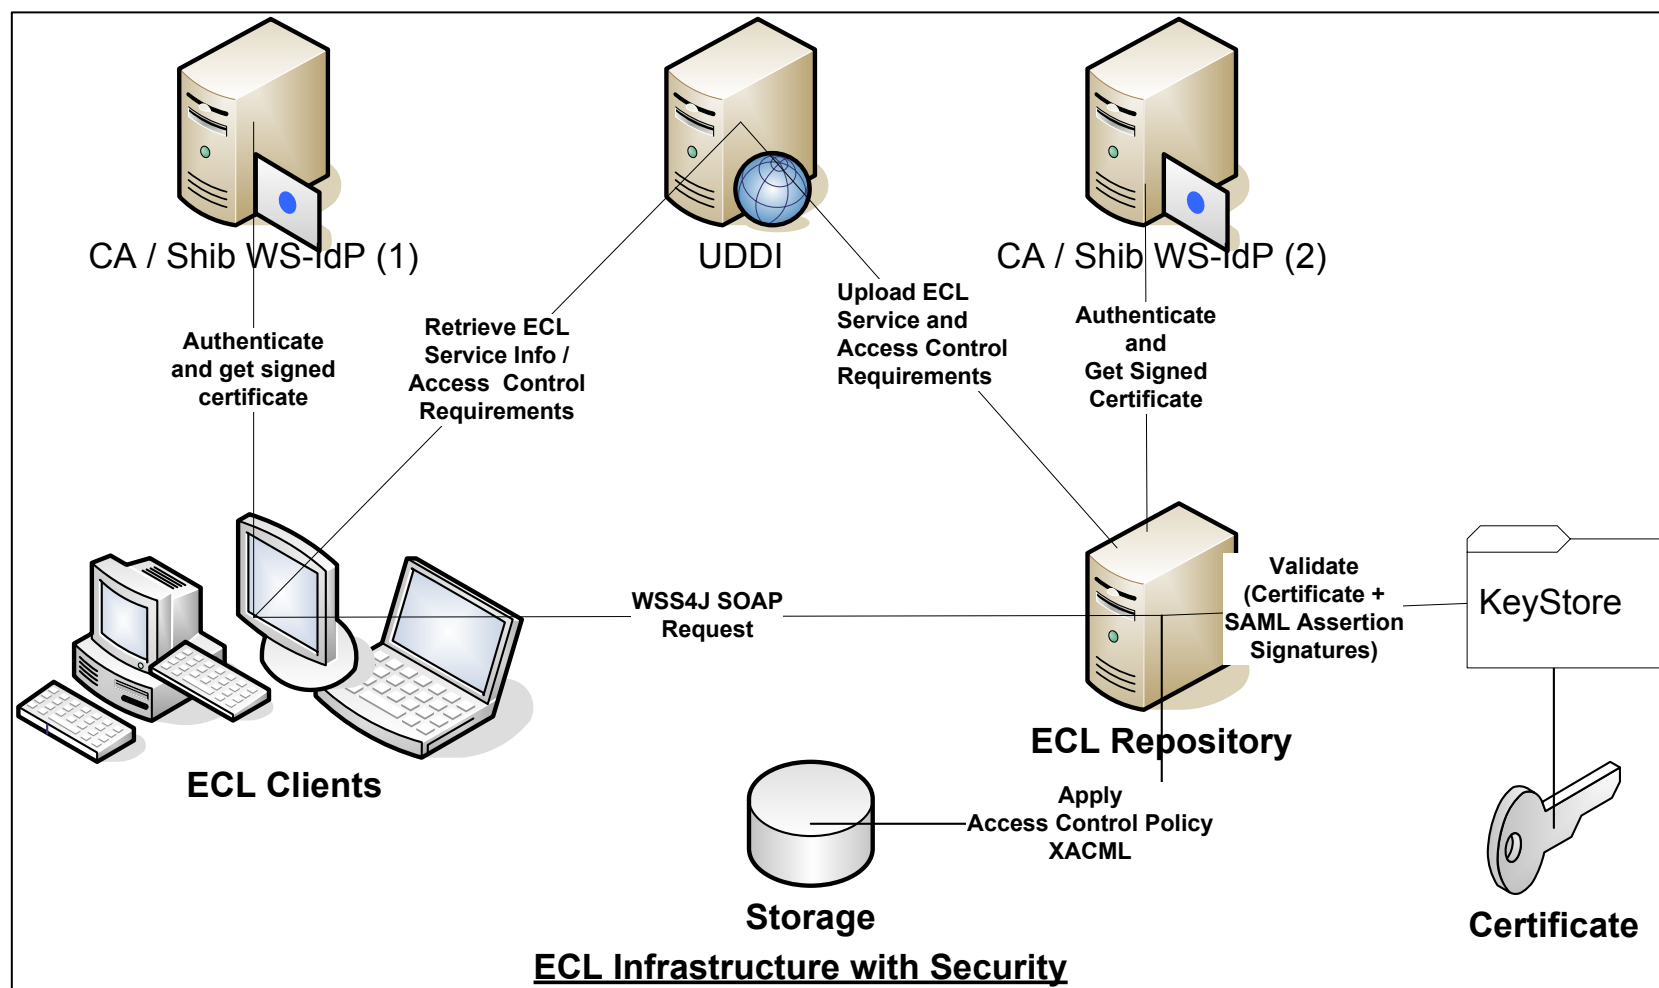 CA / Shib WS-IdP (1)
UDDI
CA / Shib WS-IdP (2)
Authenticate
and get signed
certificate
Retrieve ECL
Service Info /
Access Control
Requirements
Upload ECL
Service and
Access Control
Requirements
Authenticate
and
Get Signed
Certificate
WSS4J SOAP
Request
Validate
(Certificate +
SAML Assertion
Signatures)
KeyStore
ECL Clients
ECL Repository
Apply
Access Control Policy
XACML
Storage
Certificate
ECL Infrastructure with Security